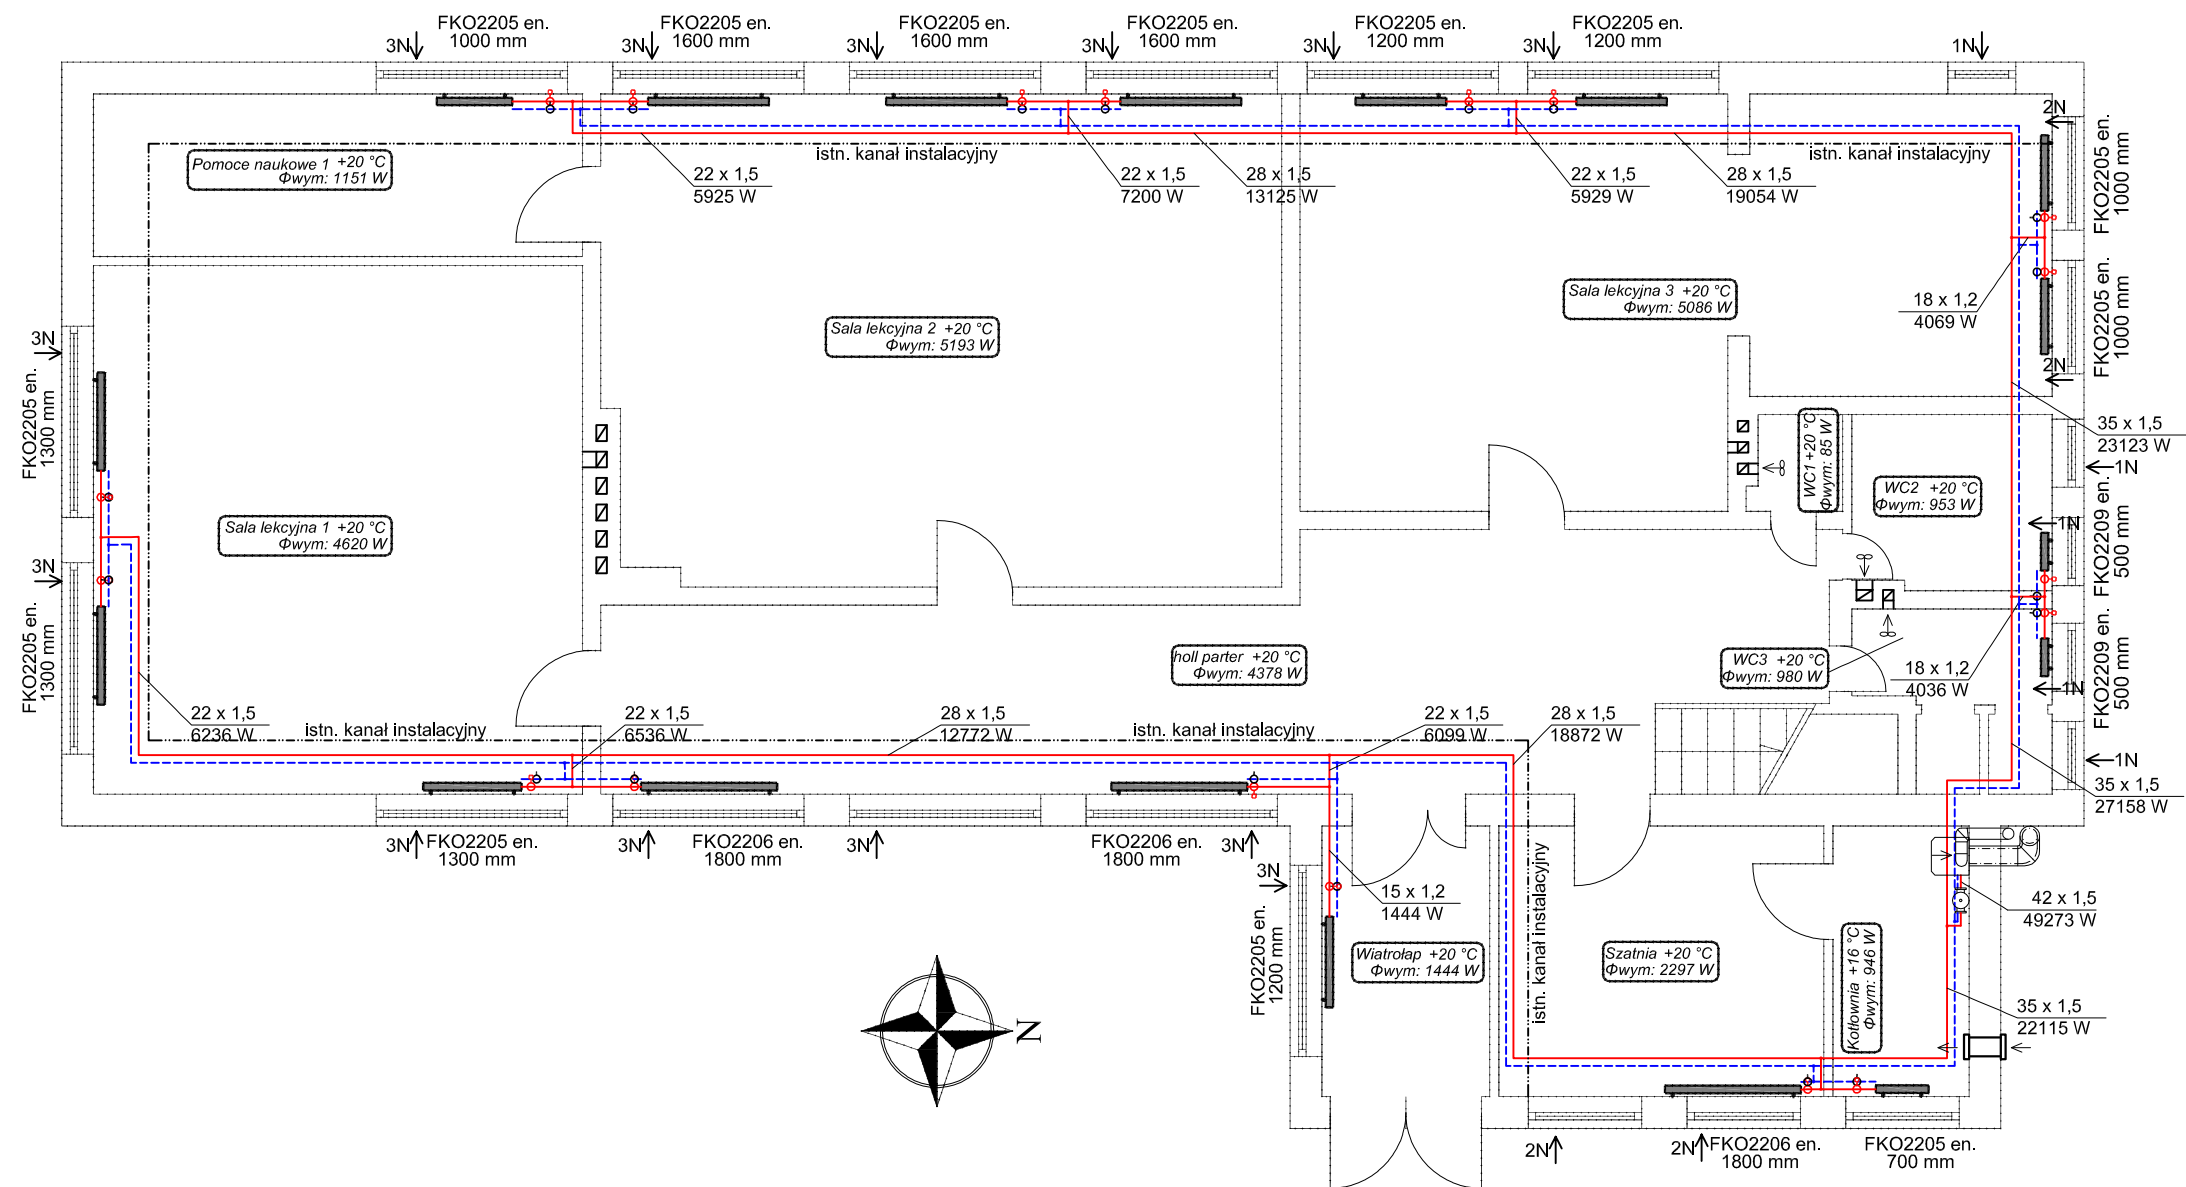 FKO2205 en.
1000 mm
3N
FKO2205 en.
1600 mm
3N
FKO2205 en.
1600 mm
3N
FKO2205 en.
1600 mm
3N
FKO2205 en.
1200 mm
3N
FKO2205 en.
1200 mm
3N
1N
2N
FKO2205 en.
1000 mm
Pomoce naukowe 1 +20 °C
Φwym: 1151 W
istn. kanał instalacyjny
istn. kanał instalacyjny
22 x 1,5
5925 W
22 x 1,5
7200 W
28 x 1,5
13125 W
22 x 1,5
5929 W
28 x 1,5
19054 W
18 x 1,2
4069 W
FKO2205 en.
1000 mm
2N
Sala lekcyjna 2 +20 °C
Φwym: 5193 W
Sala lekcyjna 3 +20 °C
Φwym: 5086 W
3N
FKO2205 en.
1300 mm
35 x 1,5
23123 W
WC1 +20 °C
Φwym: 85 W
1N
WC2 +20 °C
Φwym: 953 W
FKO2209 en.
500 mm
1N
Sala lekcyjna 1 +20 °C
Φwym: 4620 W
3N
FKO2205 en.
1300 mm
holl parter +20 °C
Φwym: 4378 W
WC3 +20 °C
Φwym: 980 W
18 x 1,2
4036 W
FKO2209 en.
500 mm
1N
22 x 1,5
6236 W
istn. kanał instalacyjny
22 x 1,5
6536 W
28 x 1,5
12772 W
istn. kanał instalacyjny
22 x 1,5
6099 W
28 x 1,5
18872 W
1N
35 x 1,5
27158 W
3N
FKO2205 en.
1300 mm
3N
FKO2206 en.
1800 mm
3N
FKO2206 en.
1800 mm
3N
3N
FKO2205 en.
1200 mm
15 x 1,2
1444 W
istn. kanał instalacyjny
42 x 1,5
49273 W
Wiatrołap +20 °C
Φwym: 1444 W
Szatnia +20 °C
Φwym: 2297 W
Kotłownia +16 °C
Φwym: 946 W
35 x 1,5
22115 W
N
2N
2N
FKO2206 en.
1800 mm
FKO2205 en.
700 mm